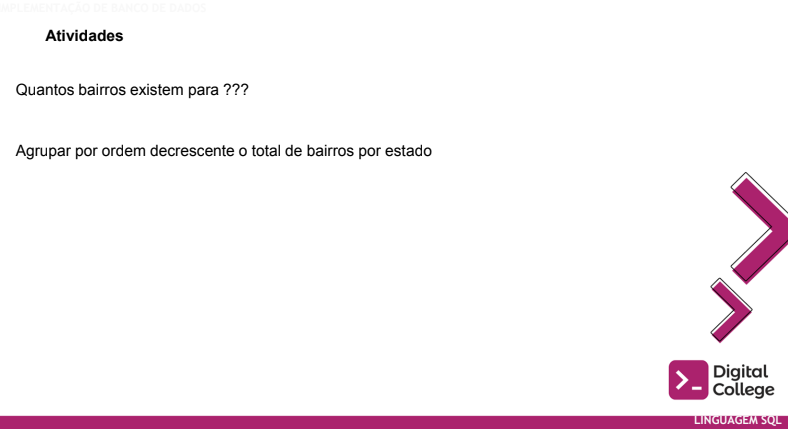 IMPLEMENTAÇÃO DE BANCO DE DADOS
Atividades
Quantos bairros existem para ???
Agrupar por ordem decrescente o total de bairros por estado
Digital
College
LINGUAGEM SQL